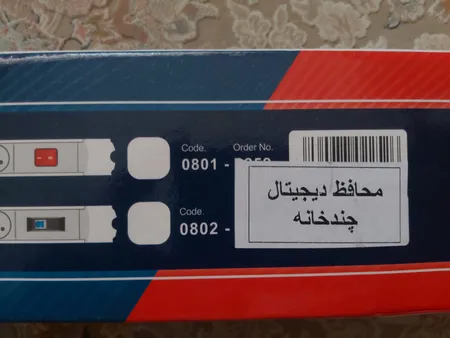 Code. Order No.
0801 -
محافظ دیجیتال
چندخانه
Code.
0802 -